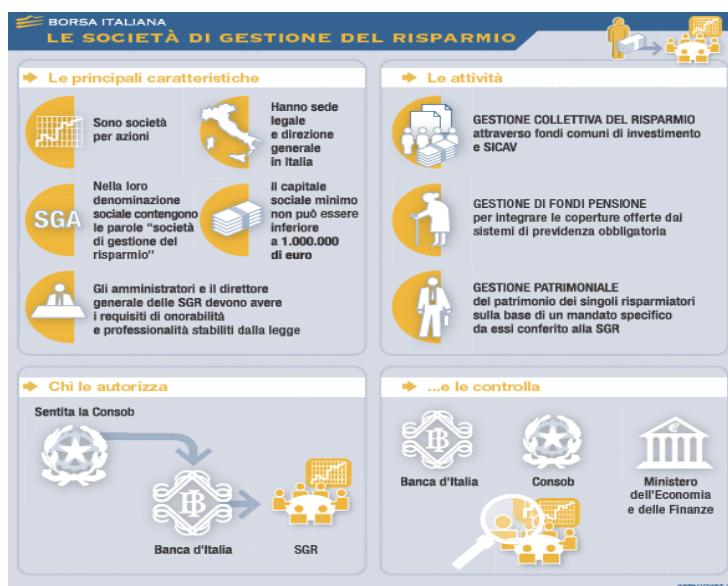 BORSA ITALIANA
LE SOCIETÀ DI GESTIONE DEL RISPARMIO
Le principali caratteristiche
Sono società
per azioni
Hanno sede
legale
e direzione
generale
in Italia
SGA
Nella loro
denominazione
sociale contengono
le parole "società
di gestione del
risparmio"
Il capitale
sociale minimo
non può essere
inferiore
a 1.000.000
di euro
Gli amministratori e il direttore
generale delle SGR devono avere
i requisiti di onorabilità
e professionalità stabiliti dalla legge
Le attività
GESTIONE COLLETTIVA DEL RISPARMIO
attraverso fondi comuni di investimento
e SICAV
GESTIONE DI FONDI PENSIONE
per integrare le coperture offerte dai
sistemi di previdenza obbligatoria
GESTIONE PATRIMONIALE
del patrimonio dei singoli risparmiatori
sulla base di un mandato specifico
da essi conferito alla SGR
Chi le autorizza
Sentita la Consob
Banca d'Italia
SGR
...e le controlla
Banca d'Italia
Consob
Ministero
dell'Economia
e delle Finanze